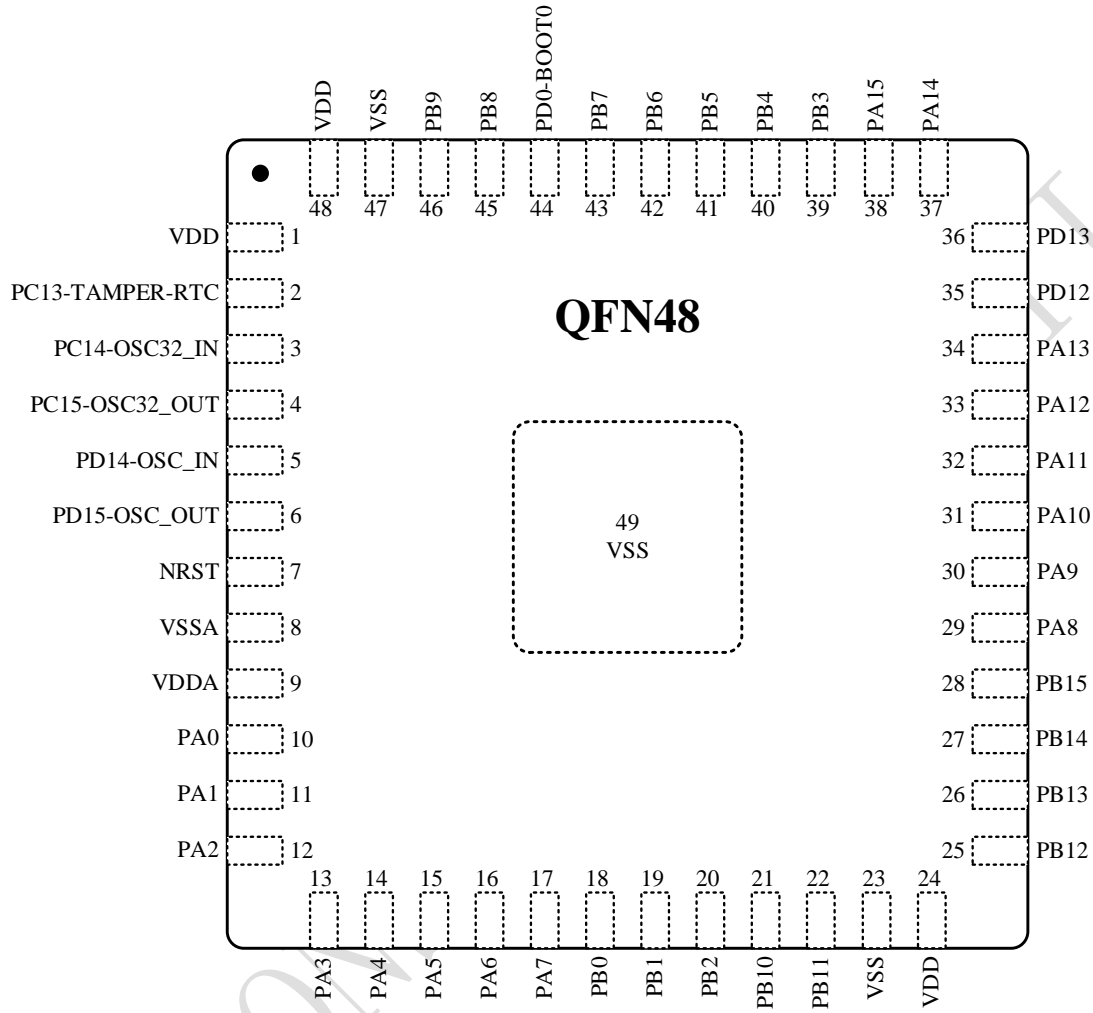 VDD
VSS
PB9
PB8
PD0-BOOT0
PB7
PB6
PB5
PB4
PB3
PA15
PA14
48
47
46
45
44
43
42
41
40
39
38
37
VDD 1
PC13-TAMPER-RTC 2
PC14-OSC32_IN 3
PC15-OSC32_OUT 4
PD14-OSC_IN 5
PD15-OSC_OUT 6
NRST 7
VSSA 8
VDDA 9
PA0 10
PA1 11
PA2 12
QFN48
49
VSS
36 PD13
35 PD12
34 PA13
33 PA12
32 PA11
31 PA10
30 PA9
29 PA8
28 PB15
27 PB14
26 PB13
25 PB12
13
14
15
16
17
18
19
20
21
22
23
24
PA3
PA4
PA5
PA6
PA7
PB0
PB1
PB2
PB10
PB11
VSS
VDD